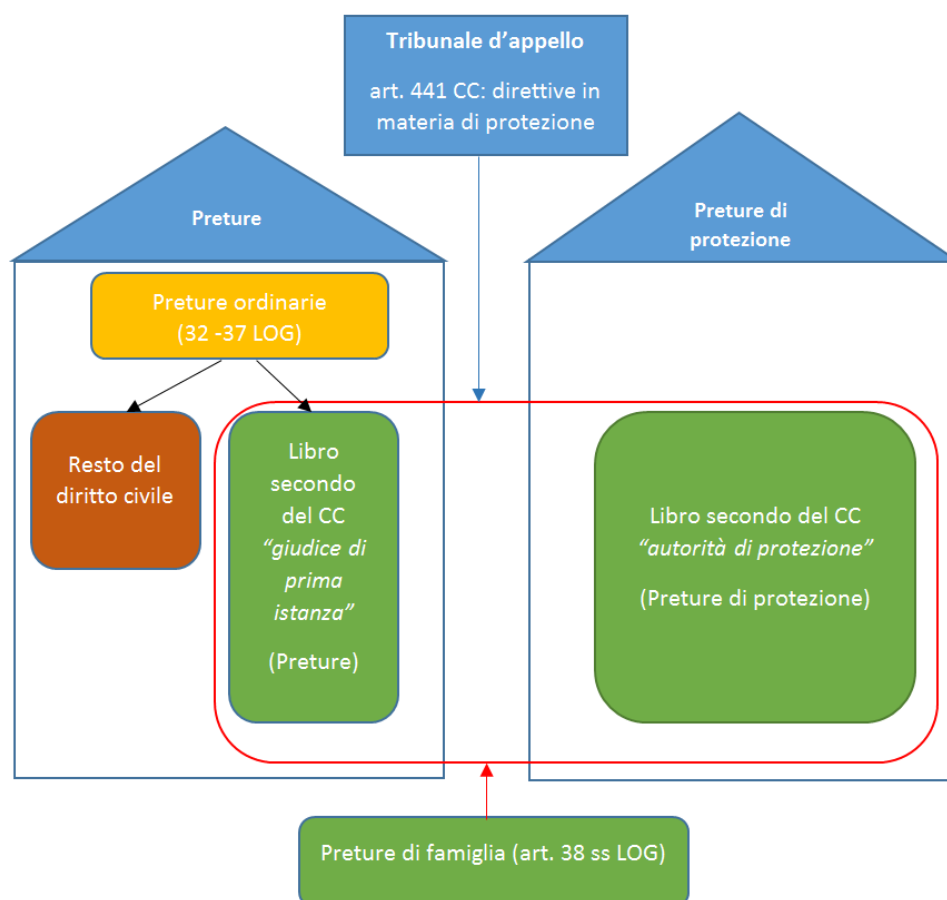 Tribunale d'appello
art. 441 CC: direttive in
materia di protezione
Preture
Preture di
protezione
Preture ordinarie
(32 -37 LOG)
Resto del
diritto civile
Libro
secondo
del CC
“giudice di
prima
istanza”
(Preture)
Libro secondo del CC
“autorità di protezione”
(Preture di protezione)
Preture di famiglia (art. 38 ss LOG)